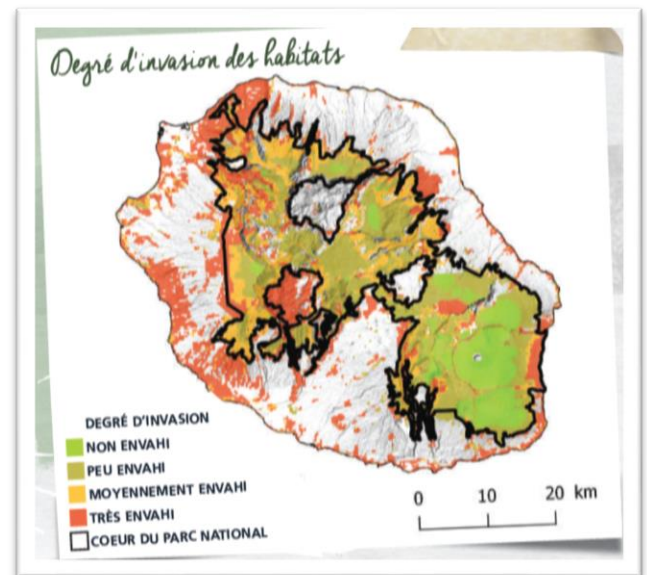 Degré d'invasion des habitats
DEGRÉ D'INVASION
NON ENVAHI
PEU ENVAHI
MOYENNEMENT ENVAHI
TRÈS ENVAHI
COEUR DU PARC NATIONAL
0 10 20 km